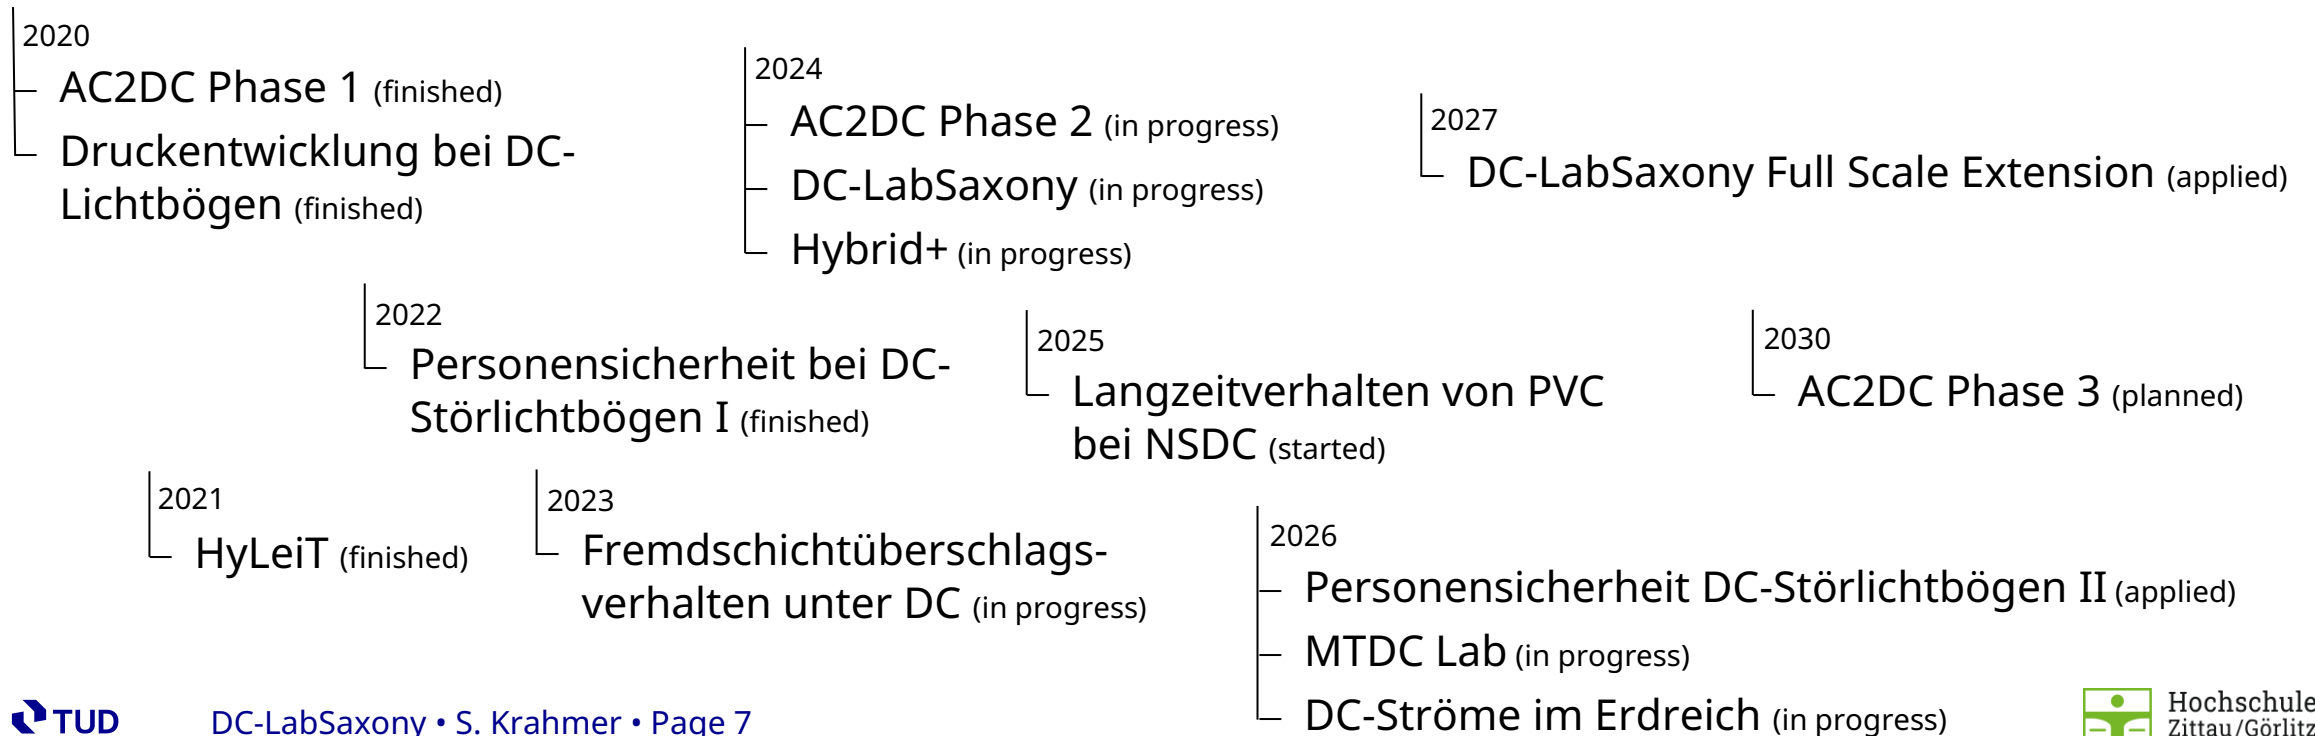 2020
AC2DC Phase 1 (finished)
Druckentwicklung bei DC-
Lichtbögen (finished)
2024
AC2DC Phase 2 (in progress)
DC-LabSaxony (in progress)
Hybrid+ (in progress)
2027
DC-LabSaxony Full Scale Extension (applied)
2022
Personensicherheit bei DC-
Störlichtbögen I (finished)
2025
Langzeitverhalten von PVC
bei NSDC (started)
2030
AC2DC Phase 3 (planned)
2021
HyLeiT (finished)
2023
Fremdschichtüberschlags-
verhalten unter DC (in progress)
2026
Personensicherheit DC-Störlichtbögen II (applied)
MTDC Lab (in progress)
DC-Ströme im Erdreich (in progress)
TUD
DC-LabSaxony • S. Krahmer • Page 7
Hochschule
Zittau/Görlitz